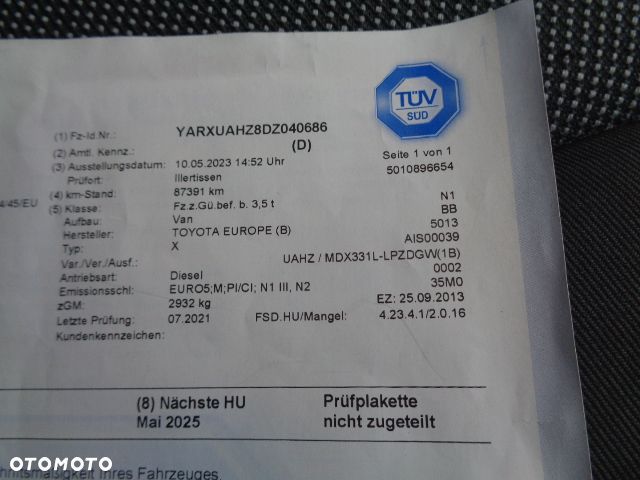 TÜV
SÜD
(1) Fz-Id.Nr.: YARXUAHZ8DZ040686
(2) Amtl. Kennz.: (D)
(3) Ausstellungsdatum: 10.05.2023 14:52 Uhr Seite 1 von 1
Prüfort: Illertissen 5010896654
4/45/EU (4) km-Stand: 87391 km
(5) Klasse: Fz.z.Gü.bef. b. 3,5 t N1
Aufbau: Van BB
Hersteller: TOYOTA EUROPE (B) 5013
Typ: X AIS00039
Var./Ver./Ausf.: UAHZ / MDX331L-LPZDGW(1B)
Antriebsart: Diesel 0002
Emissionsschl: EURO5;M;PI/CI; N1 III, N2 35M0
zGM: 2932 kg EZ: 25.09.2013
Letzte Prüfung: 07.2021 FSD.HU/Mangel: 4.23.4.1/2.0.16
Kundenkennzeichen:
(8) Nächste HU Prüfplakette
Mai 2025 nicht zugeteilt
Ihres Fahrzeuges.
OTOMOTO